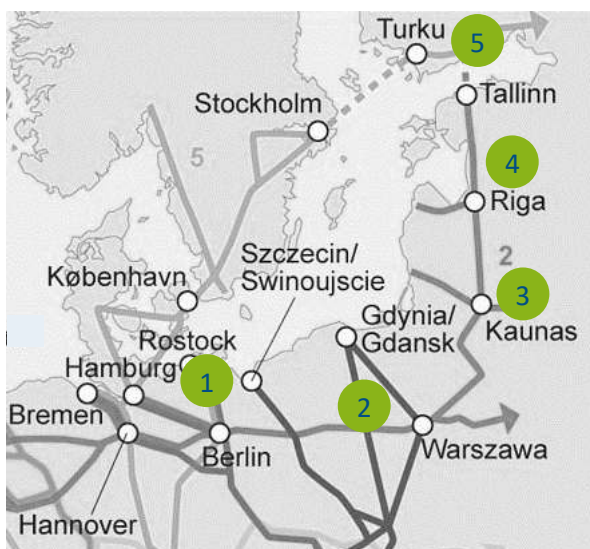 Turku
5
Stockholm
Tallinn
5
4
Riga
Szczecin/
Swinoujscie
2
København
3
Gdynia/
Gdansk
Kaunas
Rostock
Hamburg
1
2
Bremen
Berlin
Warszawa
Hannover